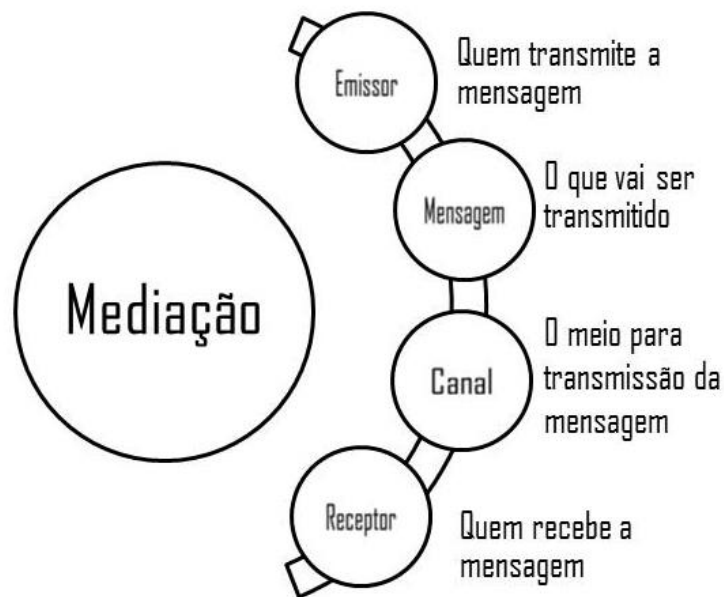 Emissor
Quem transmite a
mensagem
Mensagem
O que vai ser
transmitido
Mediação
Canal
O meio para
transmissão da
mensagem
Receptor
Quem recebe a
mensagem